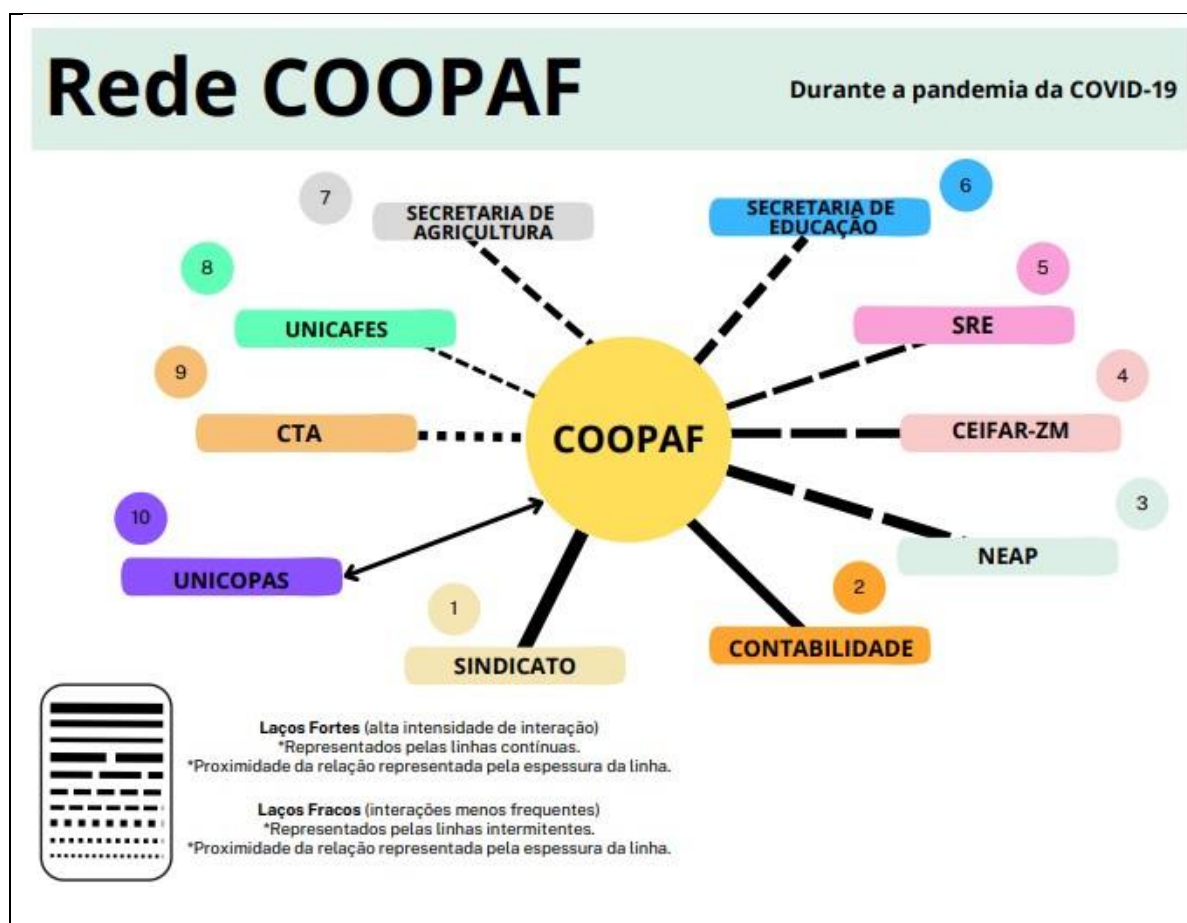 Rede COOPAF
Durante a pandemia da COVID-19
7
SECRETARIA DE
AGRICULTURA
6
SECRETARIA DE
EDUCAÇÃO
8
UNICAFES
5
SRE
9
CTA
4
CEIFAR-ZM
COOPAF
10
UNICOPAS
3
NEAP
1
SINDICATO
2
CONTABILIDADE
Laços Fortes (alta intensidade de interação)
*Representados pelas linhas contínuas.
*Proximidade da relação representada pela espessura da linha.
Laços Fracos (interações menos frequentes)
*Representados pelas linhas intermitentes.
*Proximidade da relação representada pela espessura da linha.